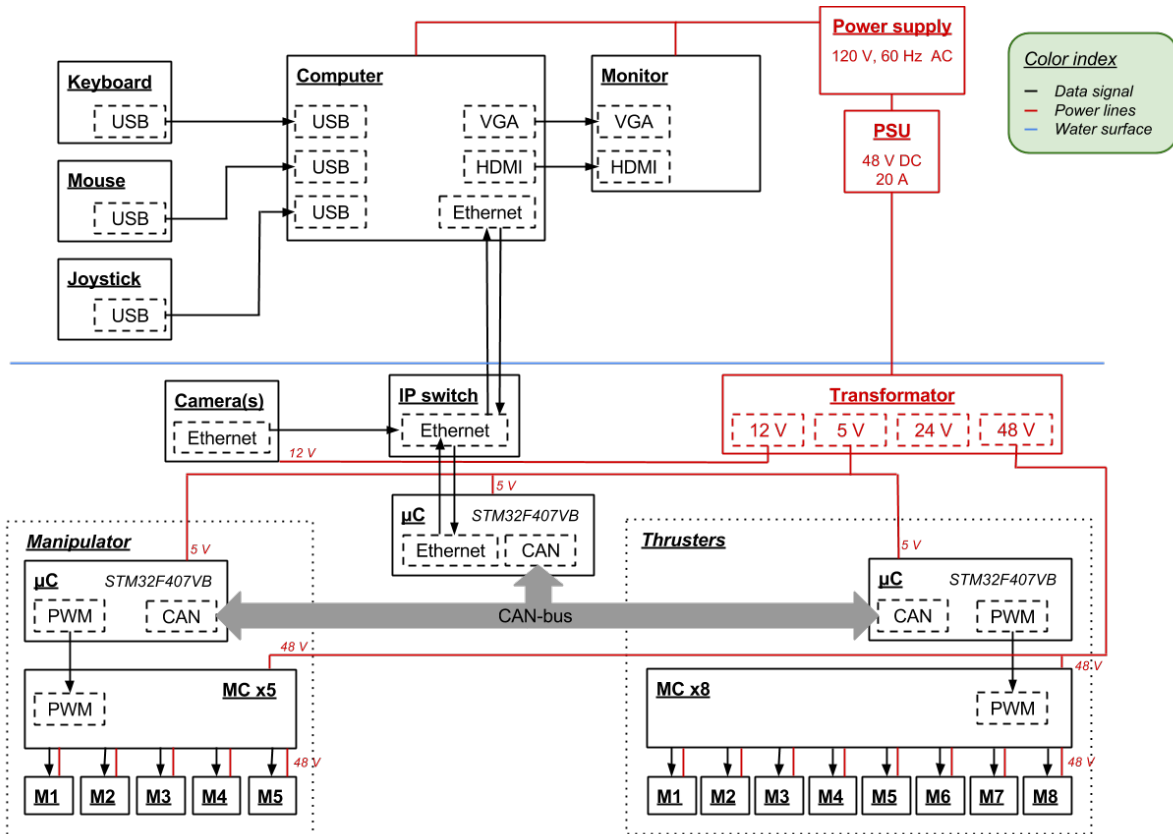 Power supply
120 V, 60 Hz AC
Color index
Data signal
Power lines
Water surface
Keyboard
USB
Computer
USB
VGA
USB
HDMI
USB
Ethernet
Monitor
VGA
HDMI
PSU
48 V DC
20 A
Mouse
USB
Joystick
USB
Camera(s)
Ethernet
IP switch
Ethernet
Transformator
12 V
5 V
24 V
48 V
12 V
5 V
µC
STM32F407VB
Ethernet
CAN
Manipulator
5 V
µC
STM32F407VB
PWM
CAN
CAN-bus
Thrusters
5 V
µC
STM32F407VB
CAN
PWM
48 V
MC x5
PWM
48 V
M1
M2
M3
M4
M5
48 V
MC x8
PWM
48 V
M1
M2
M3
M4
M5
M6
M7
M8